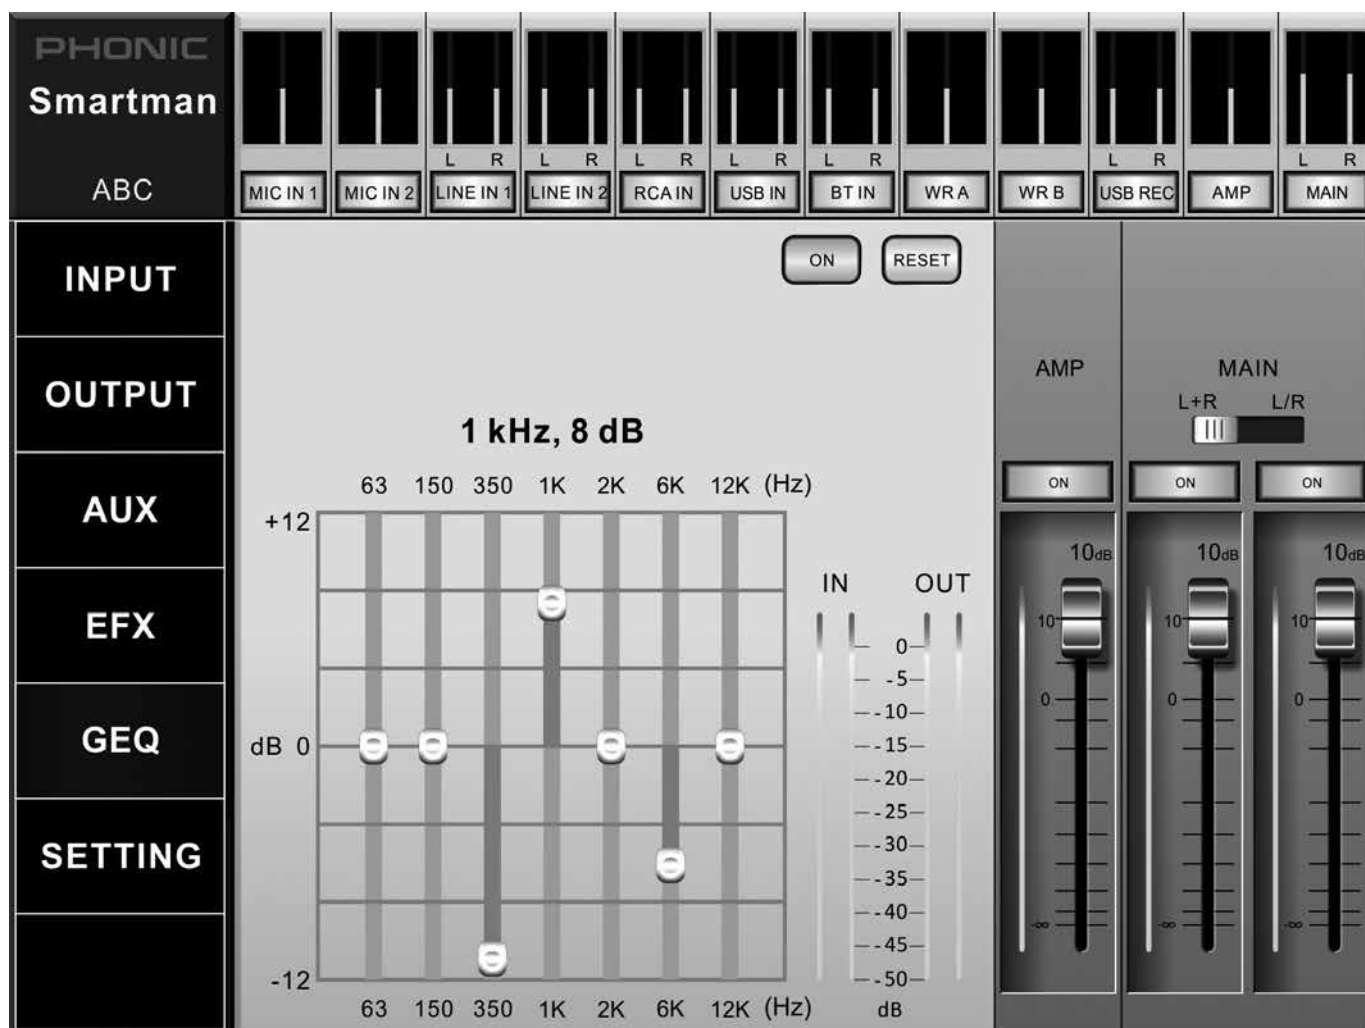 PHONIC
Smartman
ABC
L R L R L R L R L R L R L R
MIC IN 1 MIC IN 2 LINE IN 1 LINE IN 2 RCA IN USB IN BT IN WR A WR B USB REC AMP MAIN
INPUT
OUTPUT
AUX
EFX
GEQ
SETTING
ON RESET
1 kHz, 8 dB
63 150 350 1K 2K 6K 12K (Hz)
+12
dB 0
-12
63 150 350 1K 2K 6K 12K (Hz)
IN OUT
0
-5
-10
-15
-20
-25
-30
-35
-40
-45
-50
dB
AMP MAIN
L+R L/R
ON ON ON
10dB 10dB 10dB
10 10 10
0 0 0
-∞ -∞ -∞